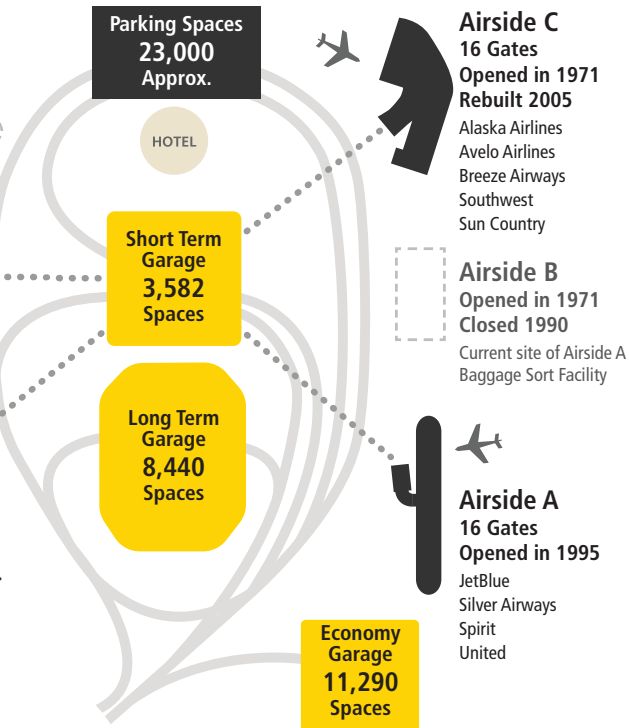 Parking Spaces
23,000
Approx.
HOTEL
Short Term
Garage
3,582
Spaces
Long Term
Garage
8,440
Spaces
Economy
Garage
11,290
Spaces
Airside C
16 Gates
Opened in 1971
Rebuilt 2005
Alaska Airlines
Avelo Airlines
Breeze Airways
Southwest
Sun Country
Airside B
Opened in 1971
Closed 1990
Current site of Airside A
Baggage Sort Facility
Airside A
16 Gates
Opened in 1995
JetBlue
Silver Airways
Spirit
United